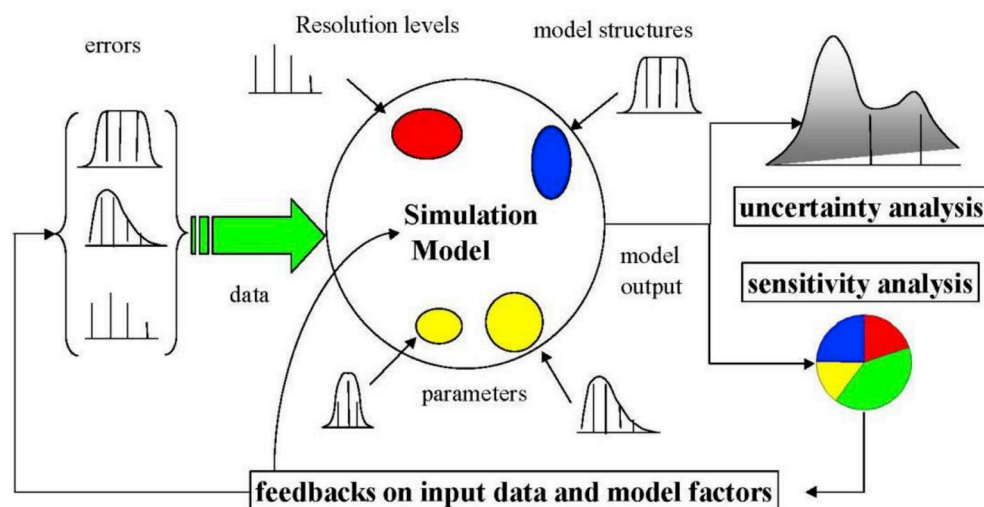 errors
Resolution levels
model structures
Simulation
Model
data
model
output
parameters
uncertainty analysis
sensitivity analysis
feedbacks on input data and model factors